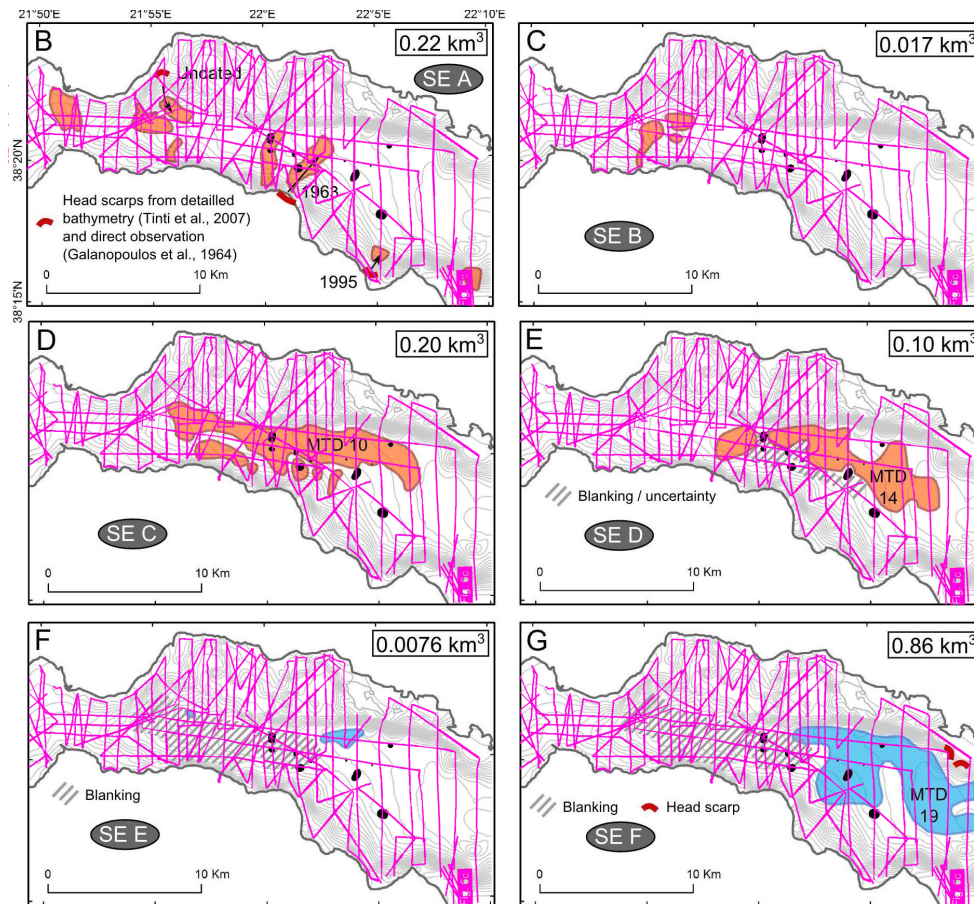 21°50'E 21°55'E 22°E 22°5'E 22°10'E
B
0.22 km³
SE A
Undated
38°20'N
1963
Head scarps from detailled
bathymetry (Tinti et al., 2007)
and direct observation
(Galanopoulos et al., 1964)
0 10 Km
1995
38°15'N
C
0.017 km³
SE B
0 10 Km
D
0.20 km³
MTD 10
SE C
0 10 Km
E
0.10 km³
MTD
14
Blanking / uncertainty
SE D
0 10 Km
F
0.0076 km³
Blanking
SE E
0 10 Km
G
0.86 km³
MTD
19
Blanking Head scarp
SE F
0 10 Km